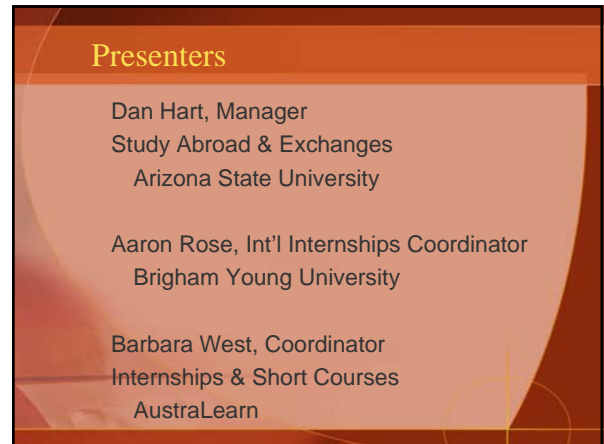 Presenters
Dan Hart, Manager
Study Abroad & Exchanges
Arizona State University
Aaron Rose, Int'l Internships Coordinator
Brigham Young University
Barbara West, Coordinator
Internships & Short Courses
AustraLearn